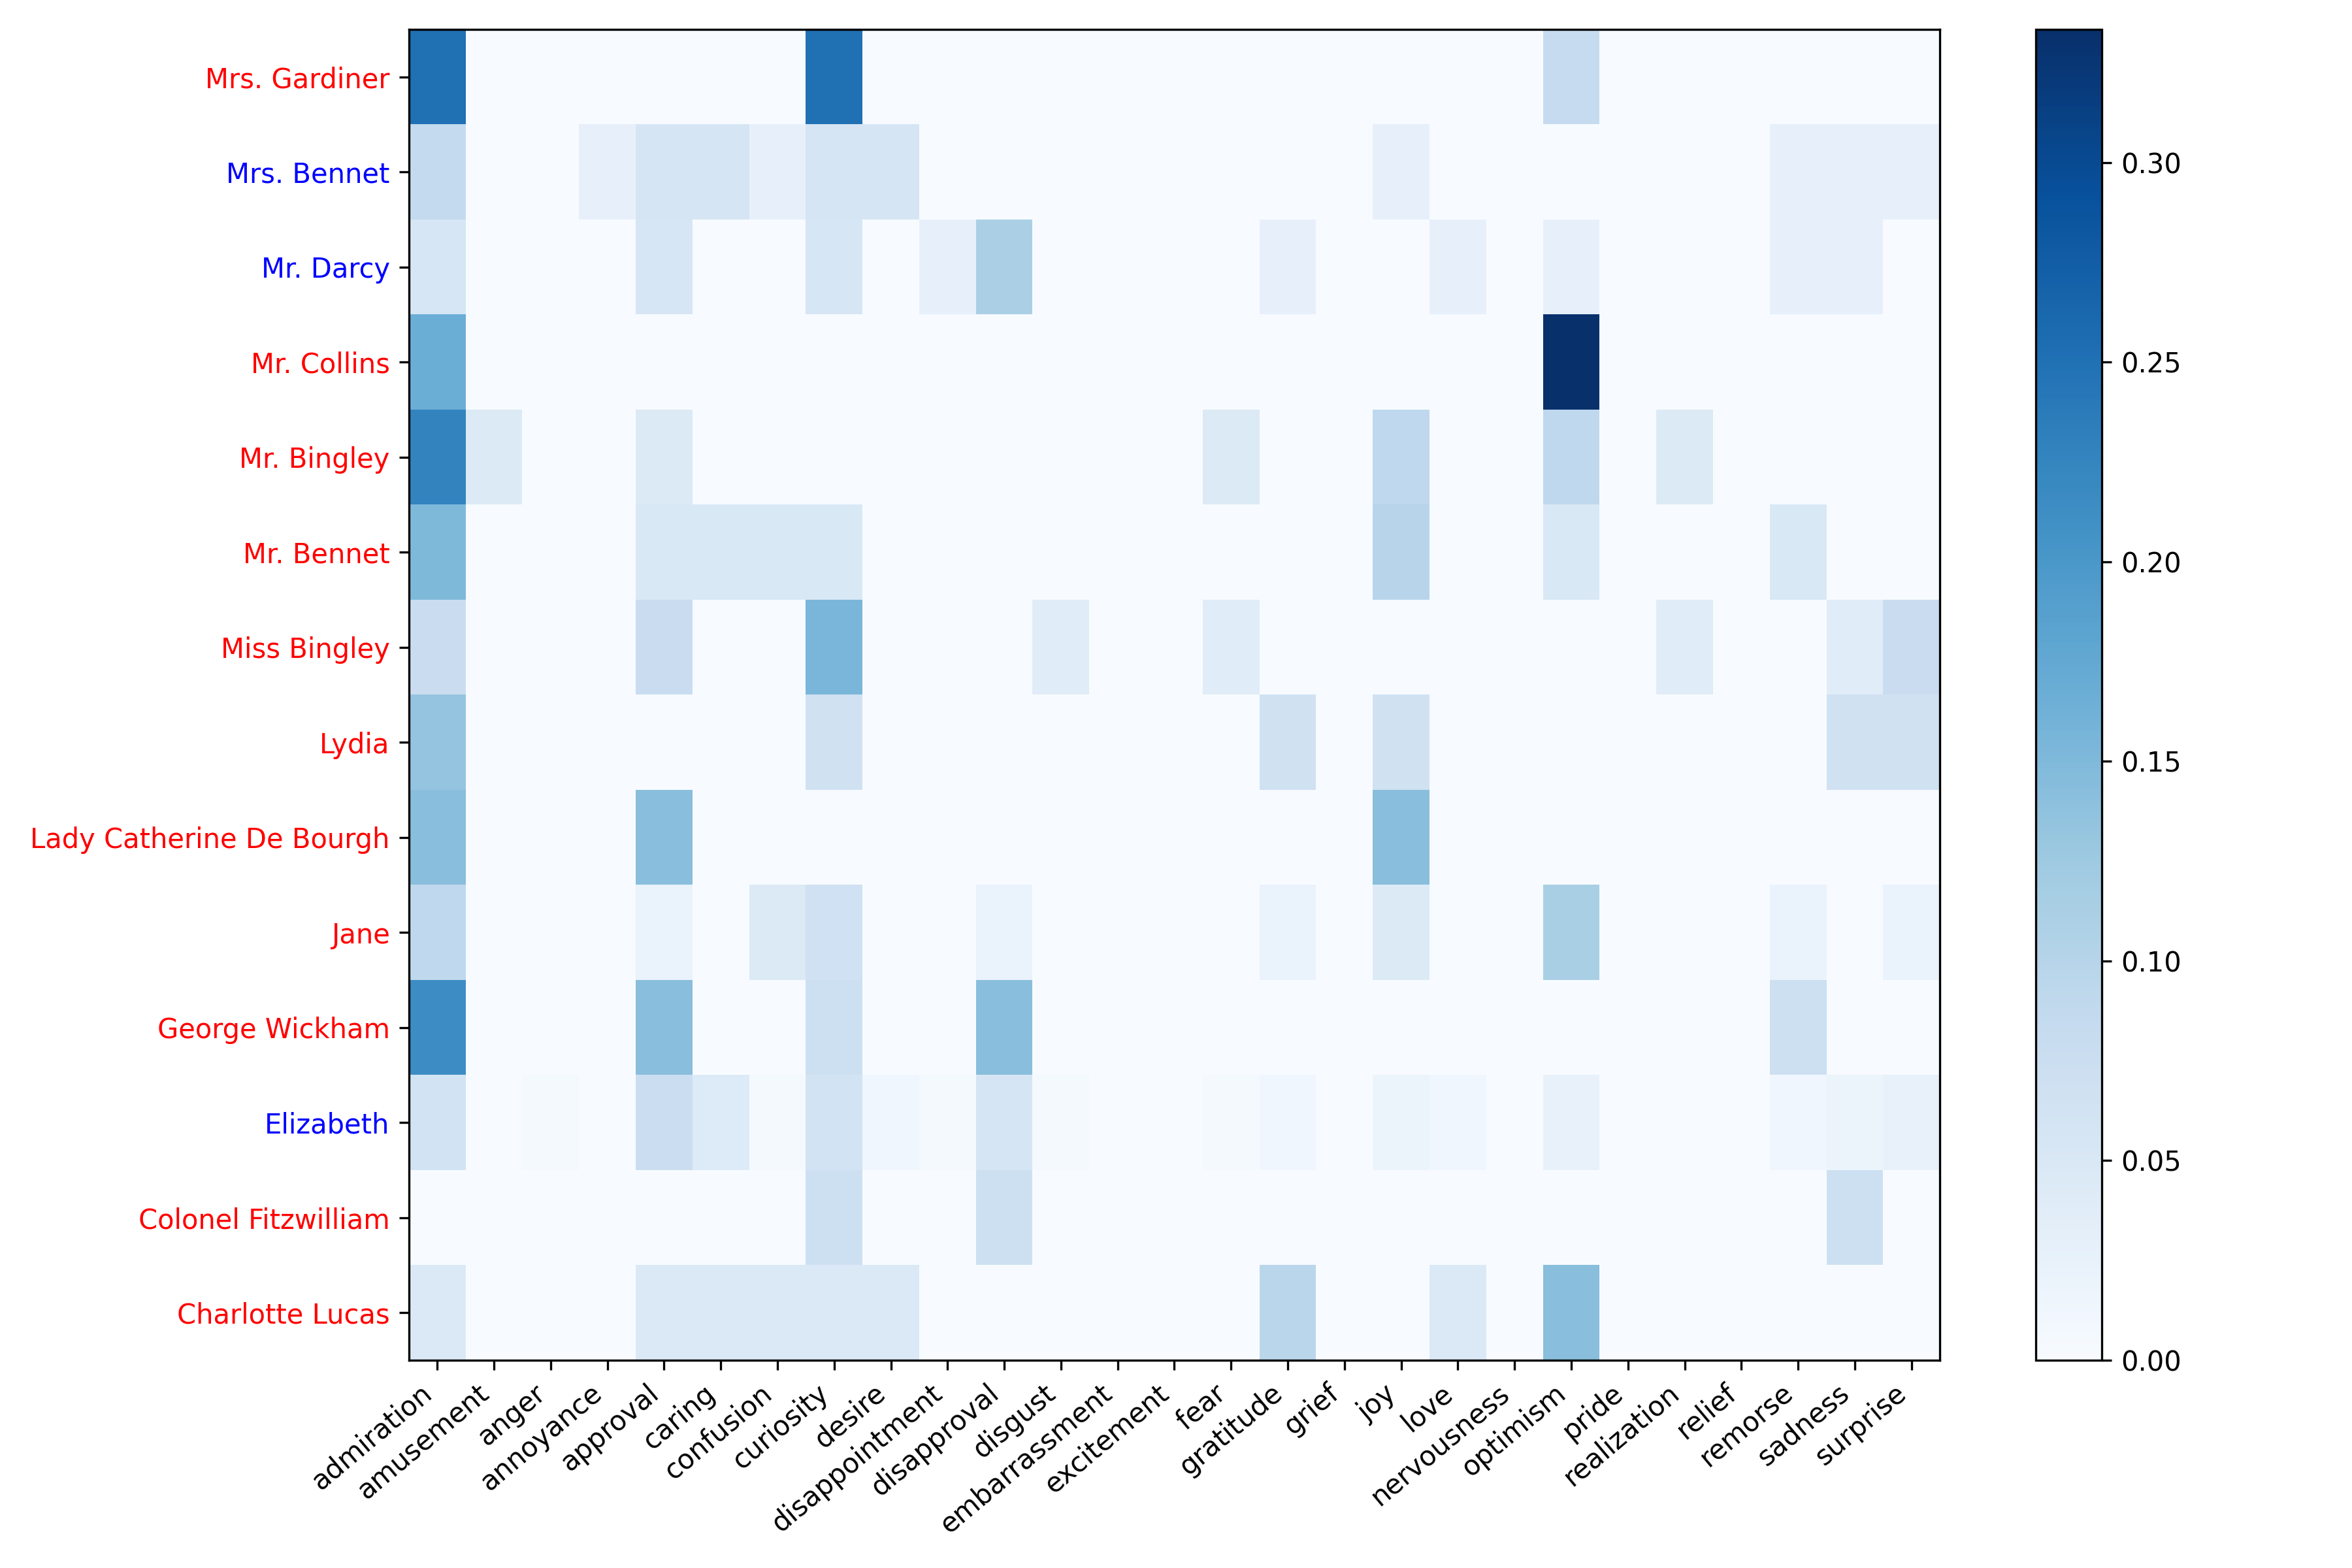 Mrs. Gardiner
Mrs. Bennet
Mr. Darcy
Mr. Collins
Mr. Bingley
Mr. Bennet
Miss Bingley
Lydia
Lady Catherine De Bourgh
Jane
George Wickham
Elizabeth
Colonel Fitzwilliam
Charlotte Lucas
admiration
amusement
anger
annoyance
approval
caring
confusion
curiosity
desire
disappointment
disapproval
disgust
embarrassment
excitement
fear
gratitude
grief
joy
love
nervousness
optimism
pride
realization
relief
remorse
sadness
surprise
0.30
0.25
0.20
0.15
0.10
0.05
0.00